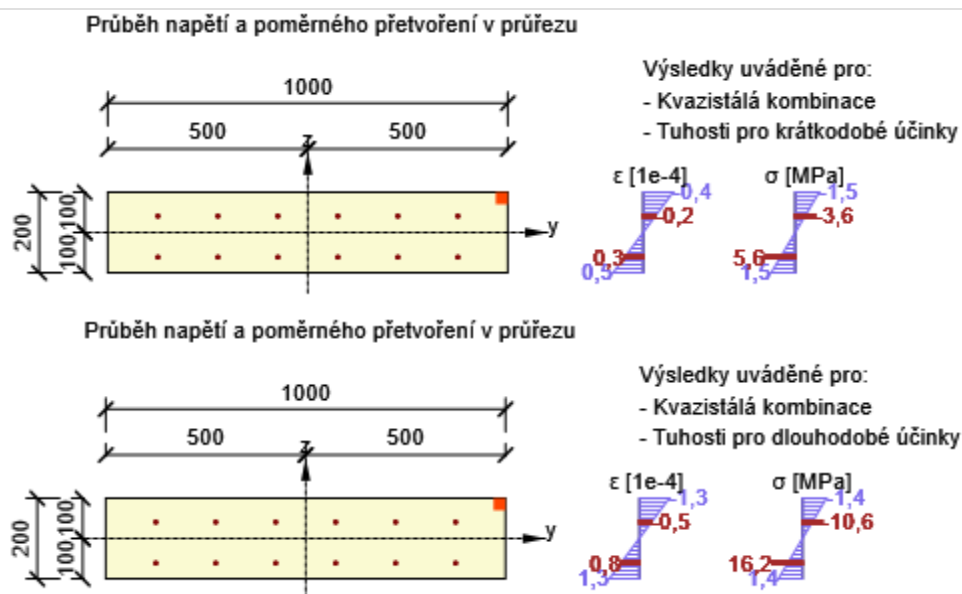 Průběh napětí a poměrného přetvoření v průřezu
Výsledky uváděné pro:
- Kvazistálá kombinace
- Tuhosti pro krátkodobé účinky
1000
500 500
z
y
200
100
100
ε [1e-4]
-0,4
-0,2
0,3
0,5
σ [MPa]
-1,5
-3,6
5,6
1,5
Průběh napětí a poměrného přetvoření v průřezu
Výsledky uváděné pro:
- Kvazistálá kombinace
- Tuhosti pro dlouhodobé účinky
1000
500 500
z
y
200
100
100
ε [1e-4]
-1,3
-0,5
0,8
1,3
σ [MPa]
-1,4
-10,6
16,2
1,4